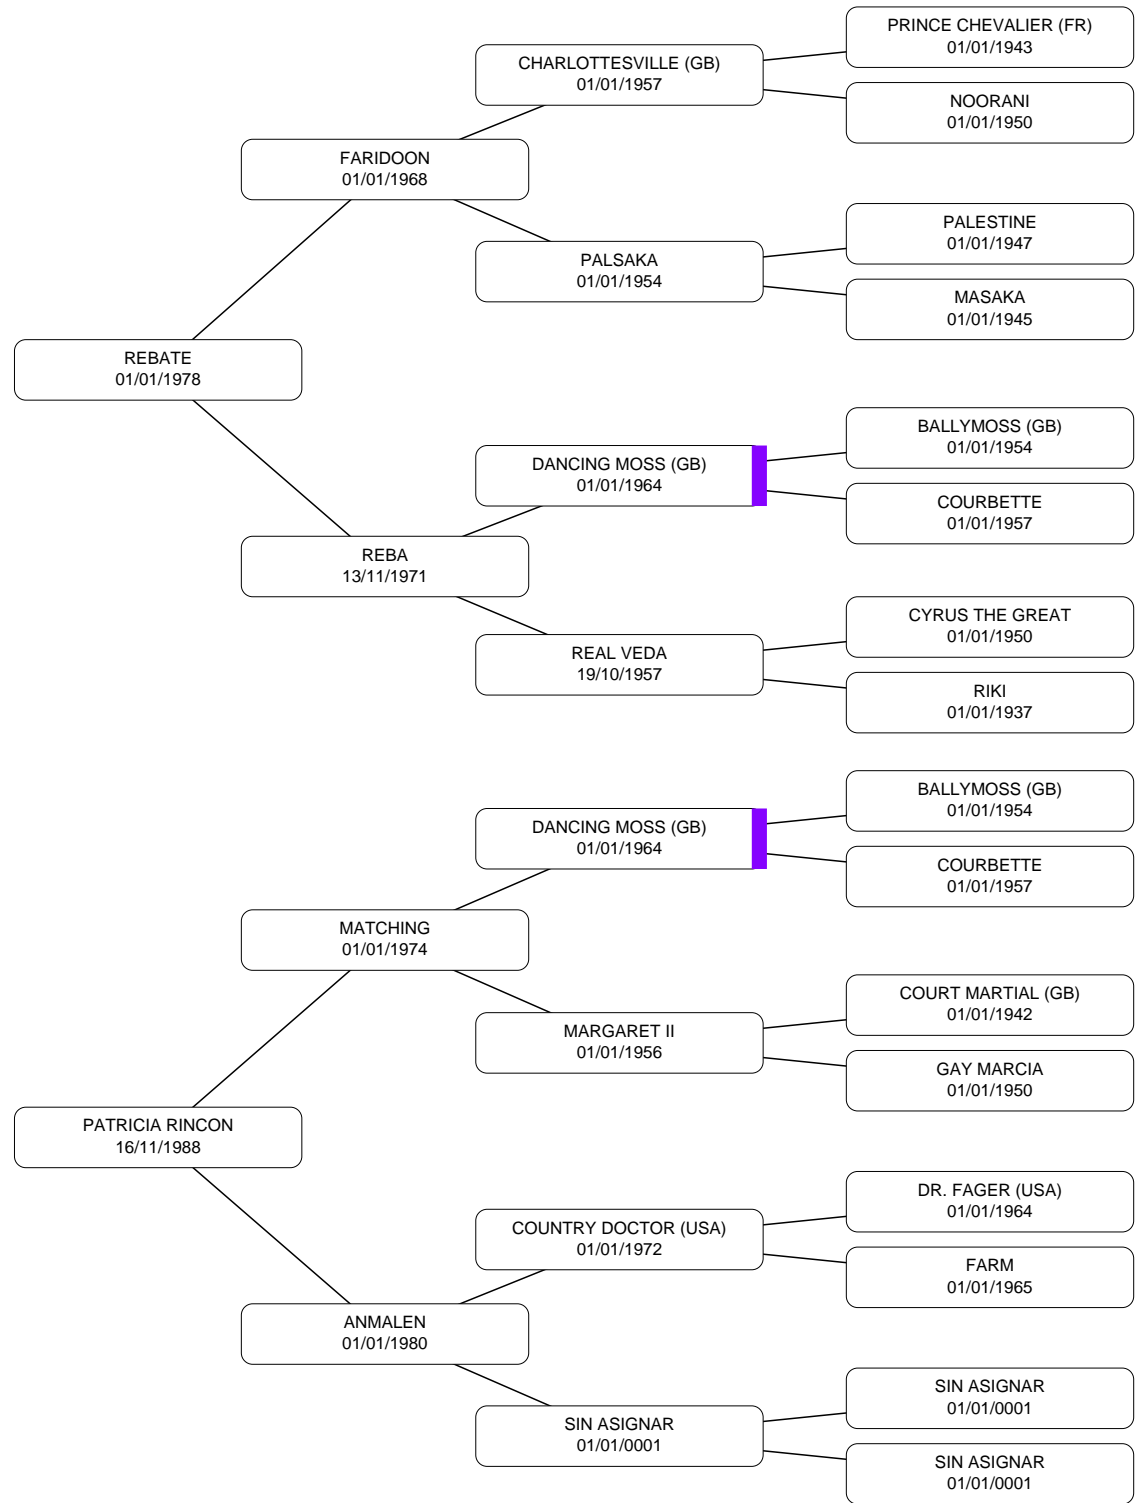 PRINCE CHEVALIER (FR)
01/01/1943
CHARLOTTESVILLE (GB)
01/01/1957
NOORANI
01/01/1950
FARIDOON
01/01/1968
PALESTINE
01/01/1947
PALSAKA
01/01/1954
MASAKA
01/01/1945
REBATE
01/01/1978
BALLYMOSS (GB)
01/01/1954
DANCING MOSS (GB)
01/01/1964
COURBETTE
01/01/1957
REBA
13/11/1971
CYRUS THE GREAT
01/01/1950
REAL VEDA
19/10/1957
RIKI
01/01/1937
BALLYMOSS (GB)
01/01/1954
DANCING MOSS (GB)
01/01/1964
COURBETTE
01/01/1957
MATCHING
01/01/1974
COURT MARTIAL (GB)
01/01/1942
MARGARET II
01/01/1956
GAY MARCIA
01/01/1950
PATRICIA RINCON
16/11/1988
DR. FAGER (USA)
01/01/1964
COUNTRY DOCTOR (USA)
01/01/1972
FARM
01/01/1965
ANMALEN
01/01/1980
SIN ASIGNAR
01/01/0001
SIN ASIGNAR
01/01/0001
SIN ASIGNAR
01/01/0001